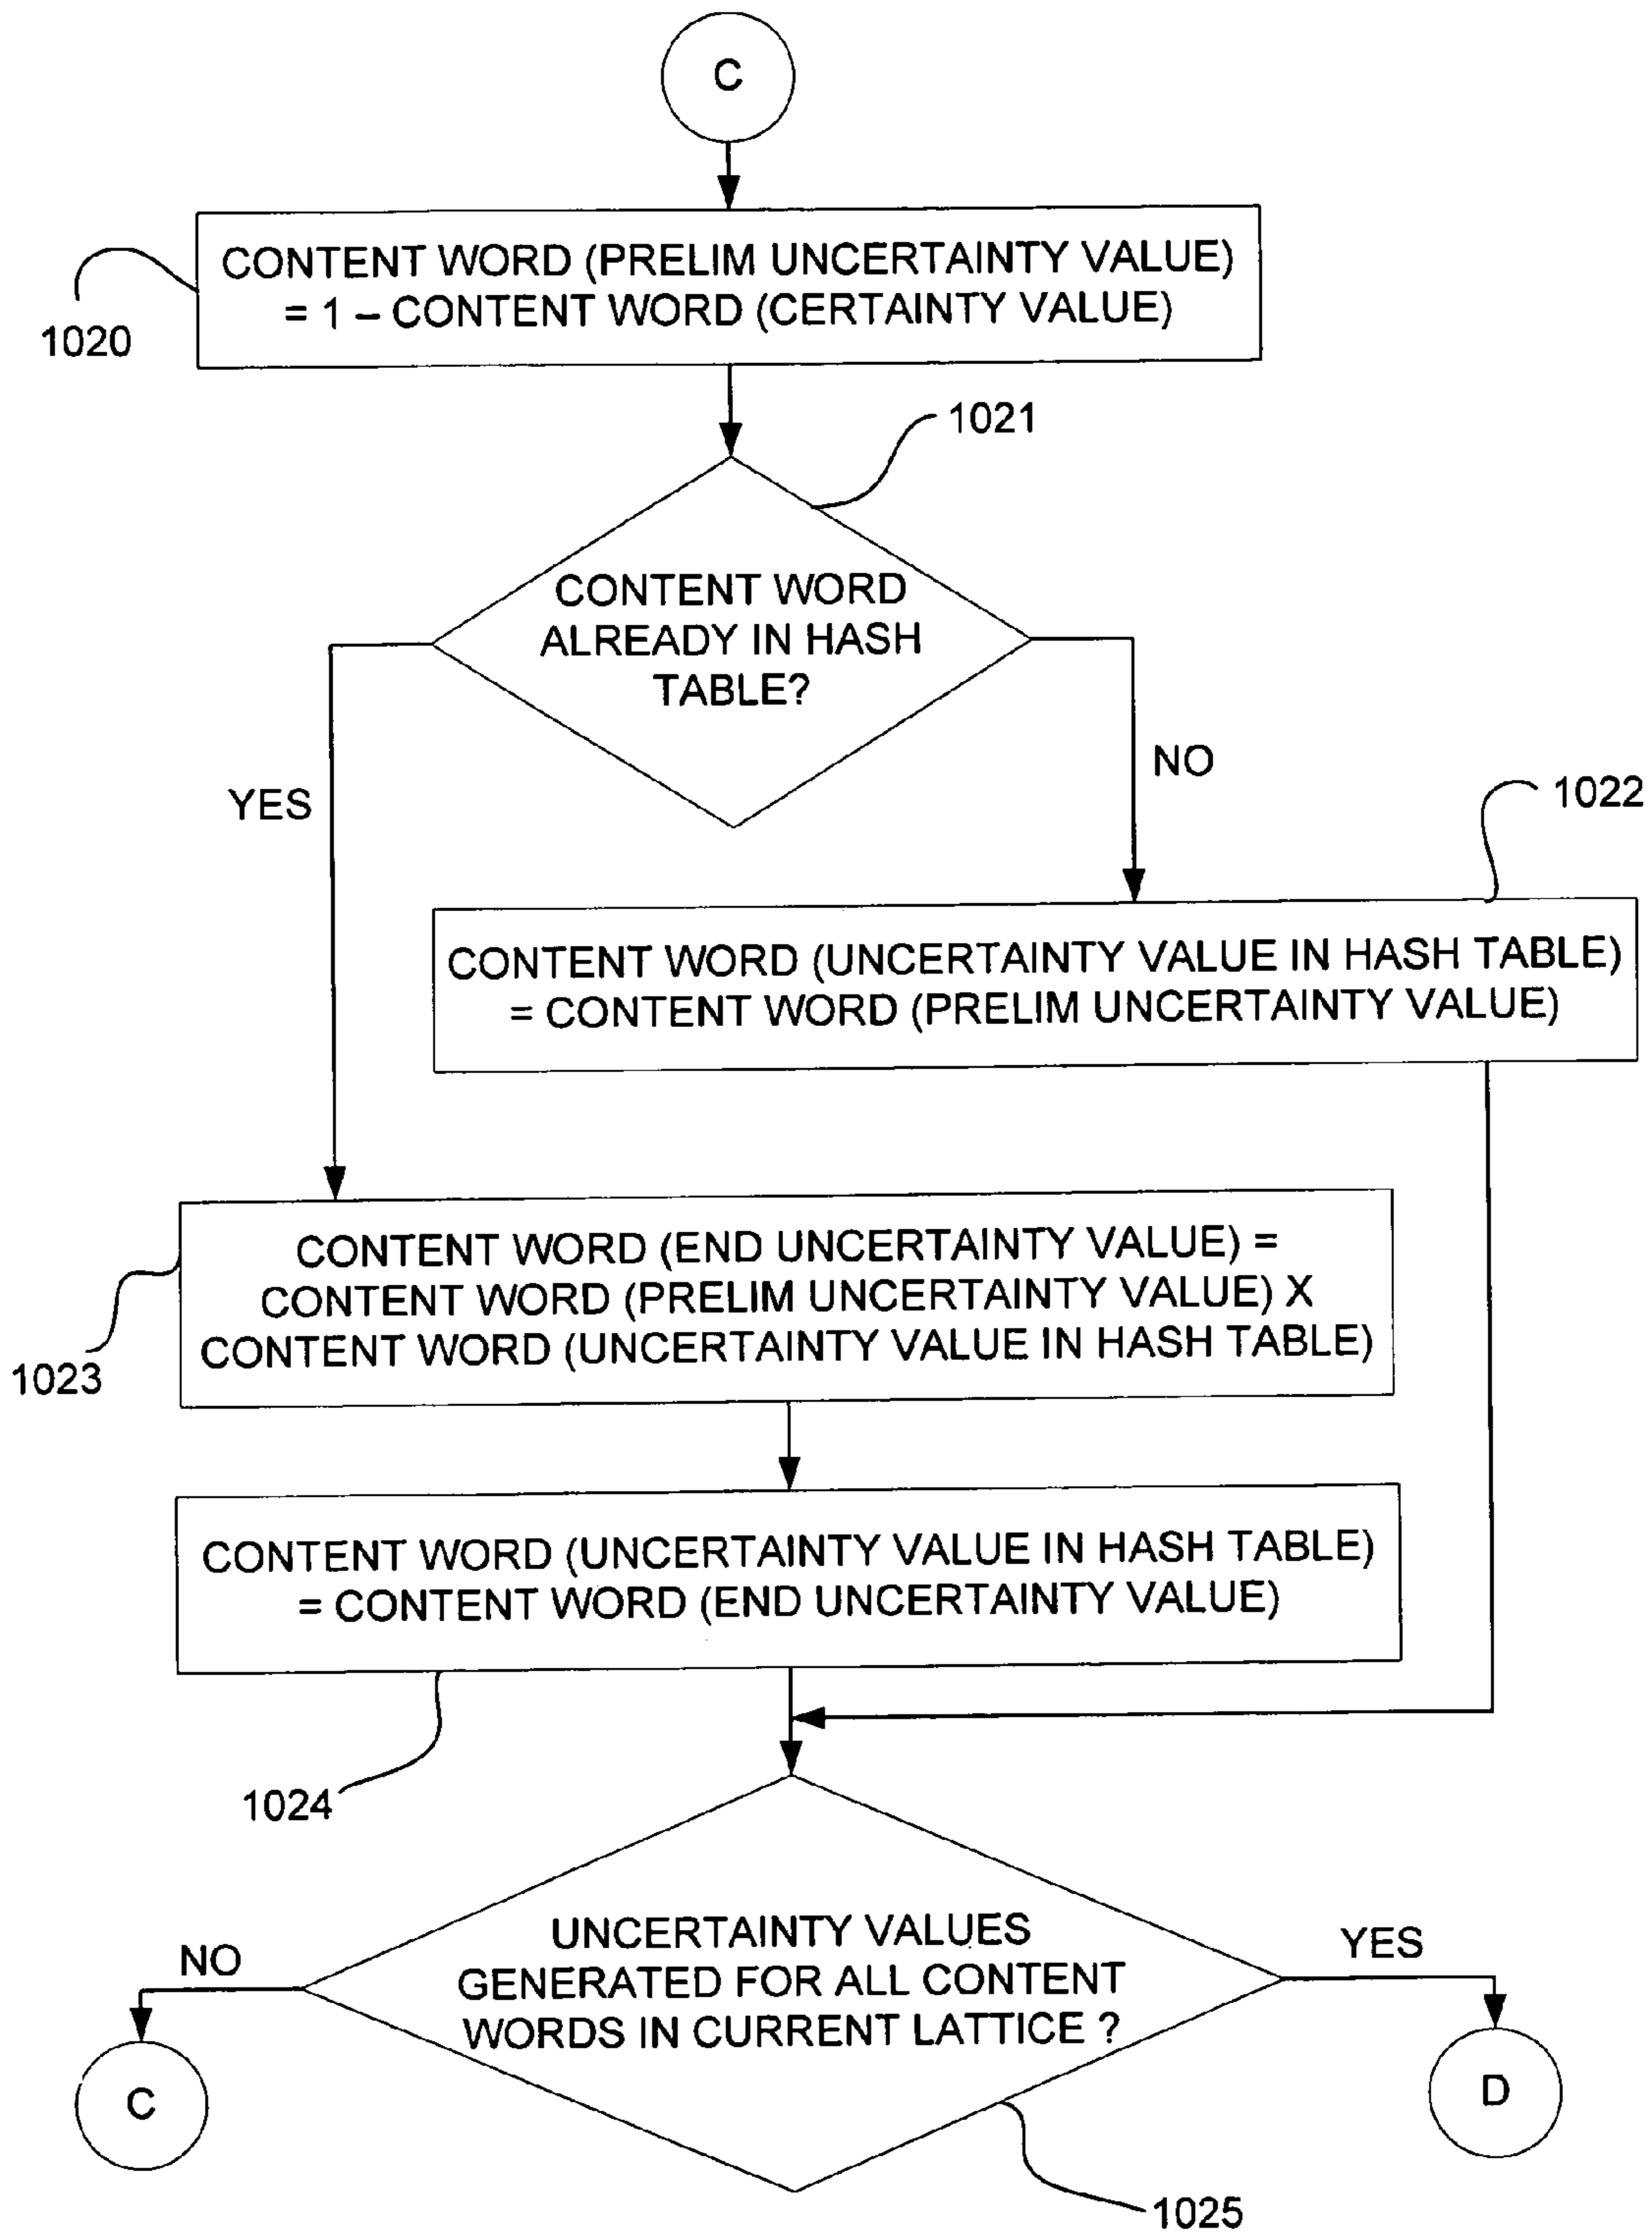 C
CONTENT WORD (PRELIM UNCERTAINTY VALUE)
= 1 – CONTENT WORD (CERTAINTY VALUE)
1020
1021
CONTENT WORD
ALREADY IN HASH
TABLE?
YES
NO
1022
CONTENT WORD (UNCERTAINTY VALUE IN HASH TABLE)
= CONTENT WORD (PRELIM UNCERTAINTY VALUE)
CONTENT WORD (END UNCERTAINTY VALUE) =
CONTENT WORD (PRELIM UNCERTAINTY VALUE) X
CONTENT WORD (UNCERTAINTY VALUE IN HASH TABLE)
1023
CONTENT WORD (UNCERTAINTY VALUE IN HASH TABLE)
= CONTENT WORD (END UNCERTAINTY VALUE)
1024
UNCERTAINTY VALUES
GENERATED FOR ALL CONTENT
WORDS IN CURRENT LATTICE ?
NO
YES
C
D
1025